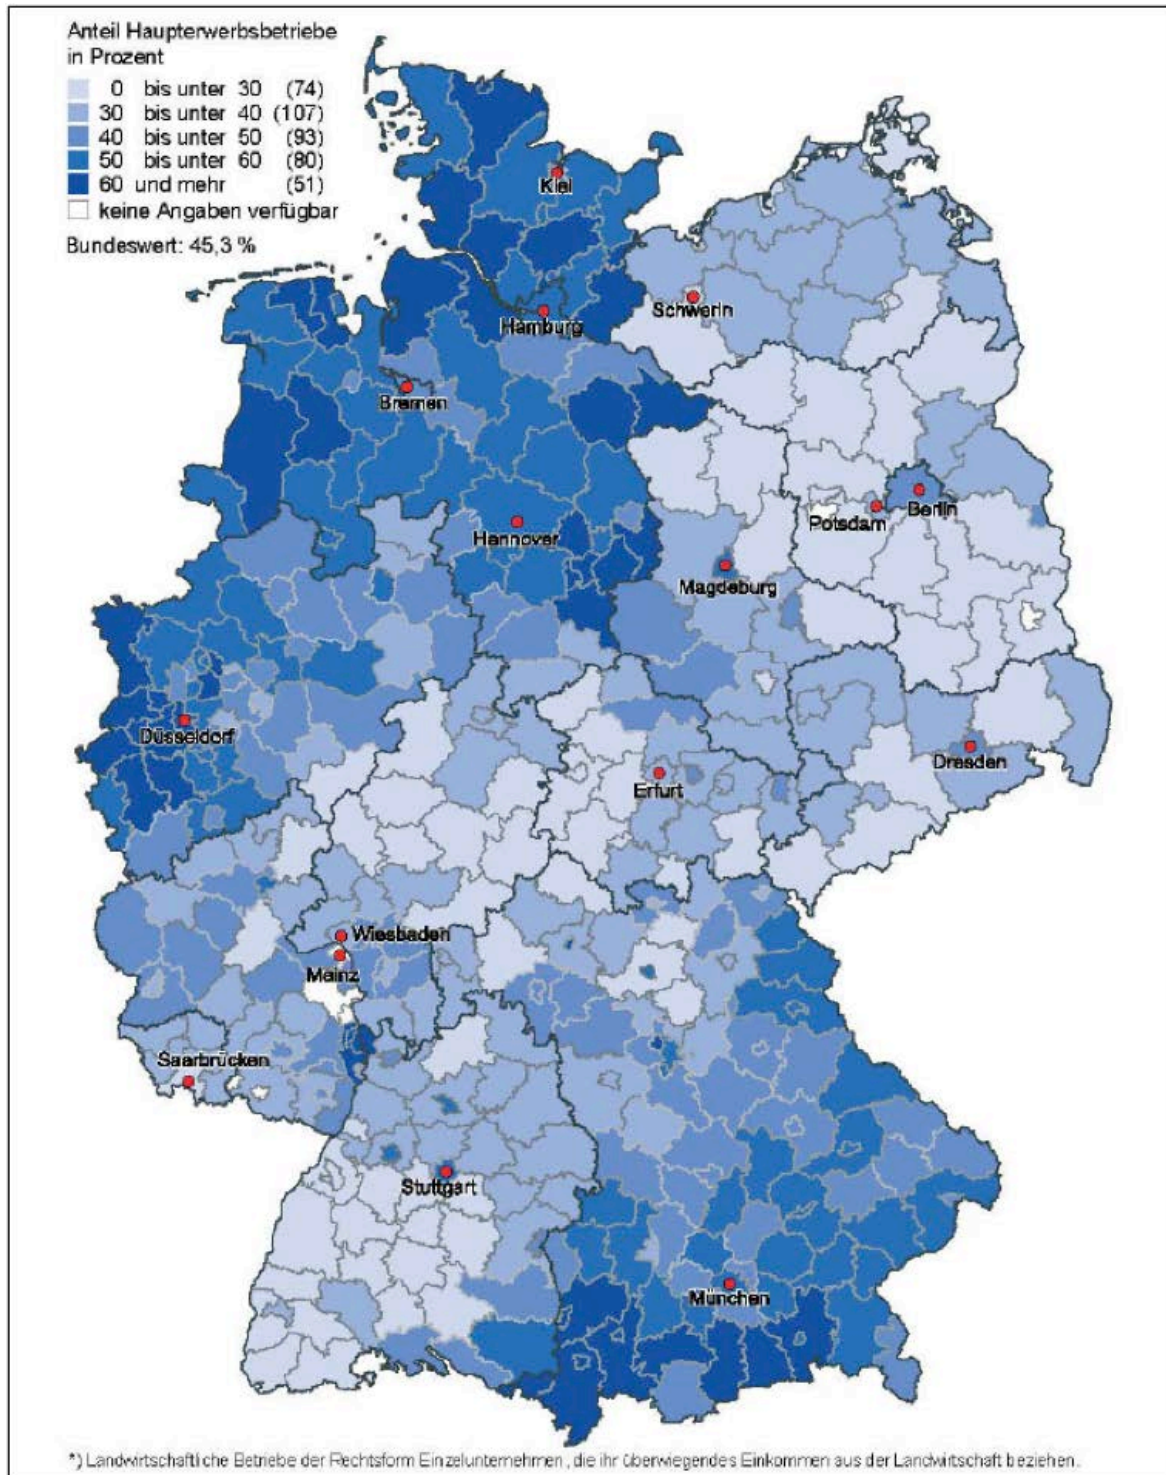 Anteil Haupterwerbsbetriebe
in Prozent
0 bis unter 30 (74)
30 bis unter 40 (107)
40 bis unter 50 (93)
50 bis unter 60 (80)
60 und mehr (51)
keine Angaben verfügbar
Bundeswert: 45,3 %
Kiel
Schwerin
Hamburg
Bremen
Berlin
Potsdam
Hannover
Magdeburg
Düsseldorf
Dresden
Erfurt
Wiesbaden
Mainz
Saarbrücken
Stuttgart
München
*) Landwirtschaftliche Betriebe der Rechtsform Einzelunternehmen, die ihr überwiegendes Einkommen aus der Landwirtschaft beziehen.